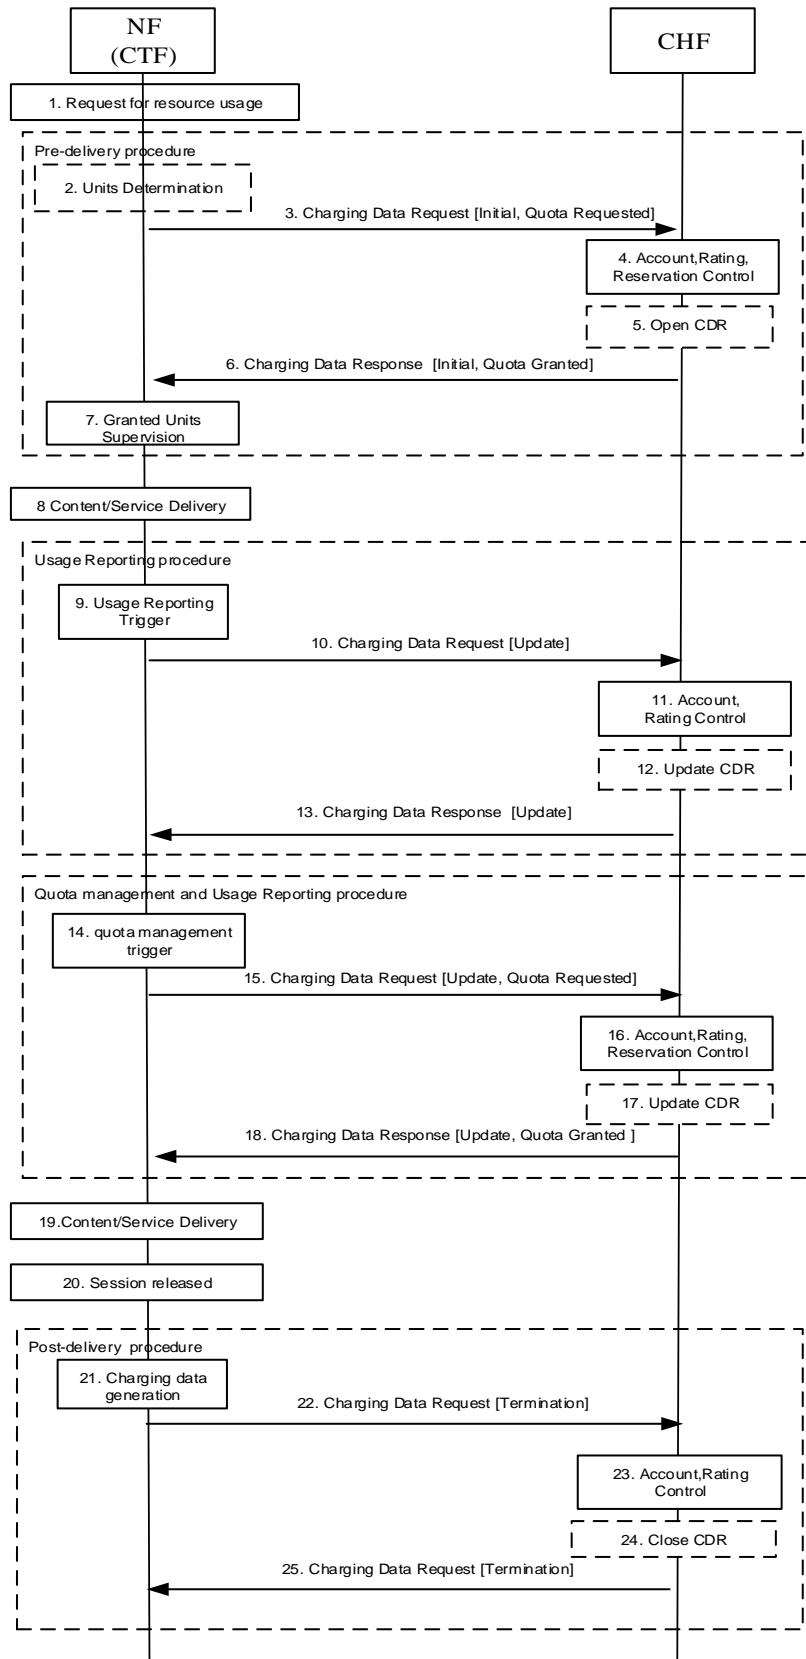 NF
(CTF)
CHF
1. Request for resource usage
Pre-delivery procedure
2. Units Determination
3. Charging Data Request [Initial, Quota Requested]
4. Account,Rating,
Reservation Control
5. Open CDR
6. Charging Data Response [Initial, Quota Granted]
7. Granted Units
Supervision
8 Content/Service Delivery
Usage Reporting procedure
9. Usage Reporting
Trigger
10. Charging Data Request [Update]
11. Account,
Rating Control
12. Update CDR
13. Charging Data Response [Update]
Quota management and Usage Reporting procedure
14. quota management
trigger
15. Charging Data Request [Update, Quota Requested]
16. Account,Rating,
Reservation Control
17. Update CDR
18. Charging Data Response [Update, Quota Granted ]
19.Content/Service Delivery
20. Session released
Post-delivery procedure
21. Charging data
generation
22. Charging Data Request [Termination]
23. Account,Rating
Control
24. Close CDR
25. Charging Data Request [Termination]